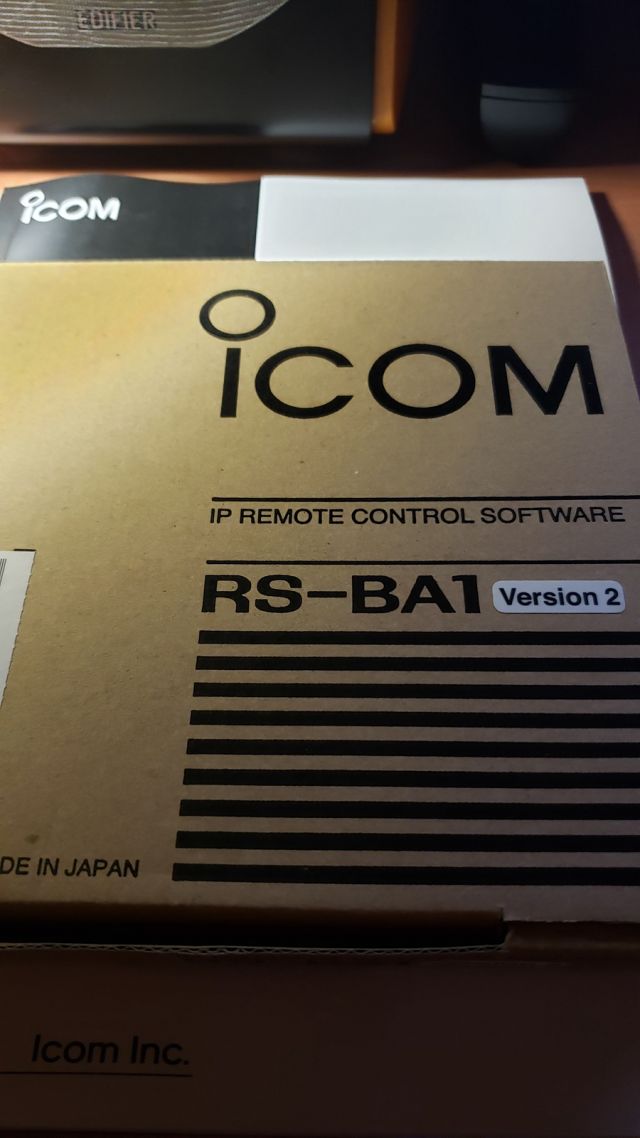 EDIFIER
ICOM
ICOM
IP REMOTE CONTROL SOFTWARE
RS-BA1 Version 2
DE IN JAPAN
Icom Inc.